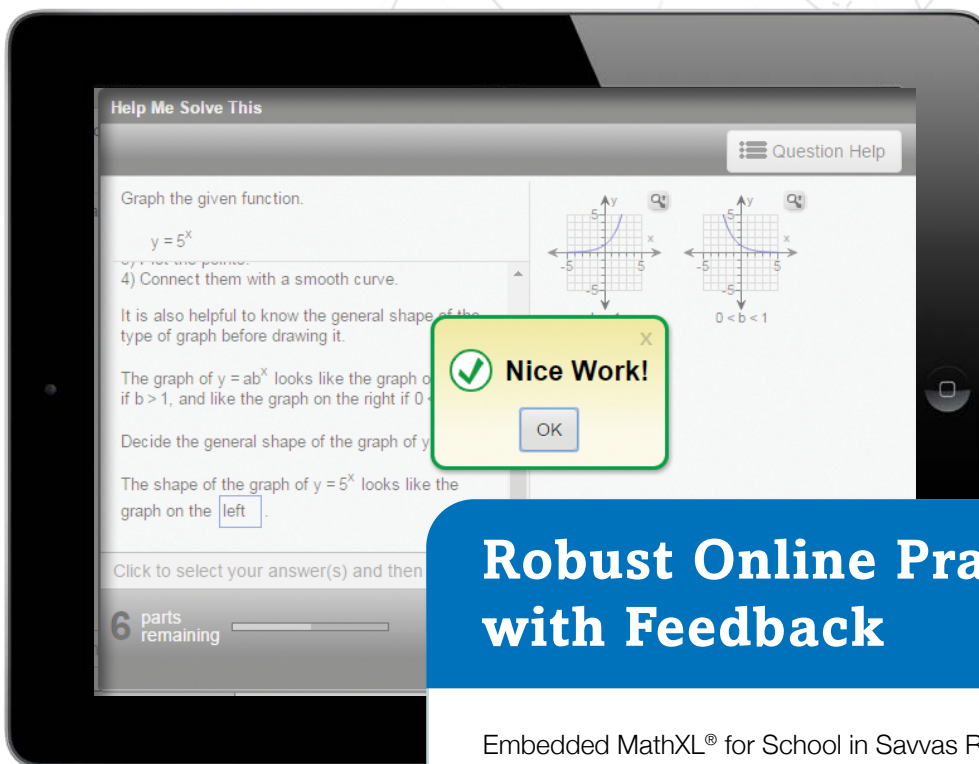 Help Me Solve This
Question Help
Graph the given function.
y = 5ˣ
4) Connect them with a smooth curve.
It is also helpful to know the general shape of the
type of graph before drawing it.
The graph of y = abˣ looks like the graph o
if b > 1, and like the graph on the right if 0
Decide the general shape of the graph of y
The shape of the graph of y = 5ˣ looks like the
graph on the left .
Click to select your answer(s) and then
6 parts
remaining
y
5
x
-5
5
-5
y
5
x
-5
5
-5
0 < b < 1
x
Nice Work!
OK
Robust Online Pra
with Feedback
Embedded MathXL® for School in Savvas R